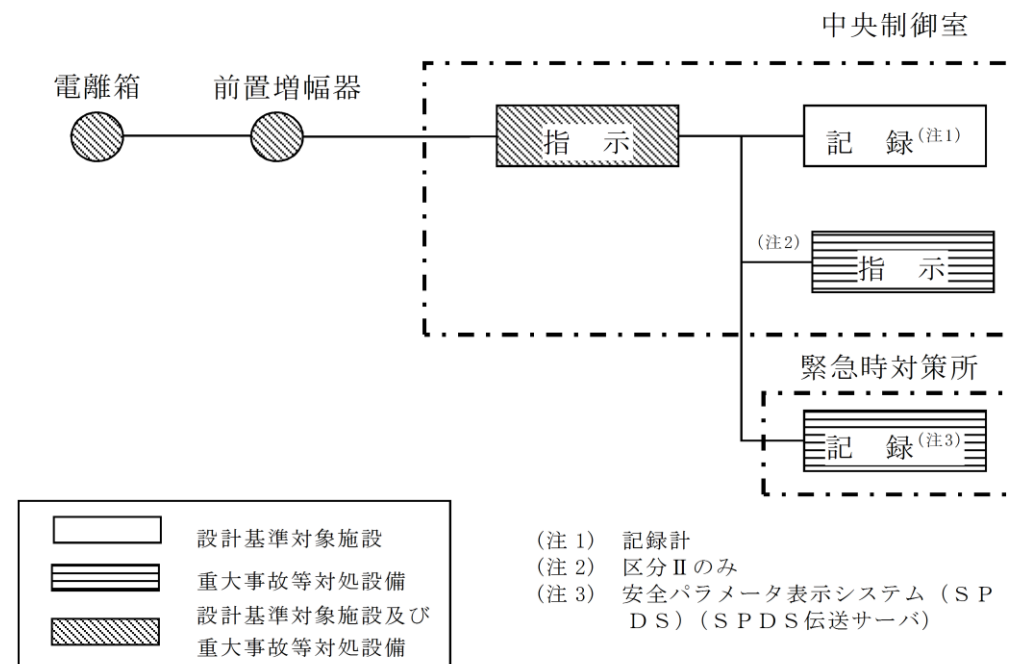 中央制御室
電離箱
前置増幅器
指　示
記　録(注1)
(注2)
指　示
緊急時対策所
記　録(注3)
設計基準対象施設
重大事故等対処設備
設計基準対象施設及び
重大事故等対処設備
(注 1)　記録計
(注 2)　区分Ⅱのみ
(注 3)　安全パラメータ表示システム（ＳＰ
ＤＳ）（ＳＰＤＳ伝送サーバ）